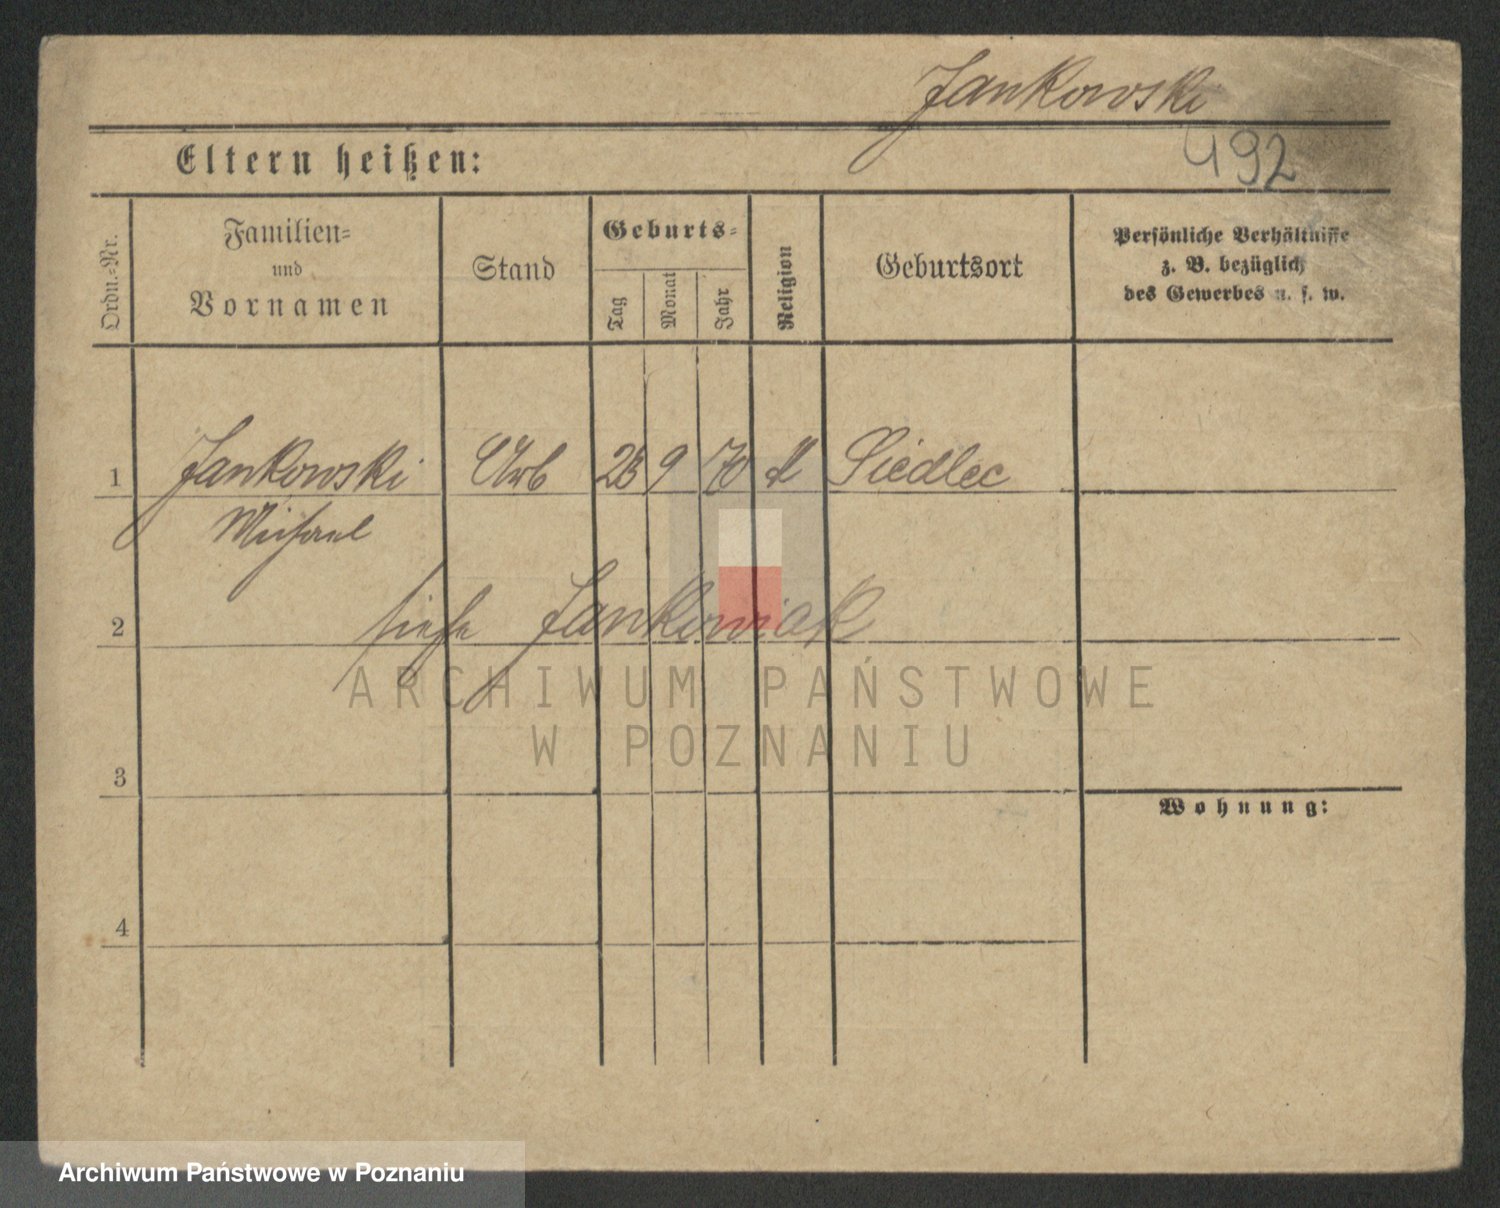 Jankowski
492
Eltern heißen:
Ordn.-Nr.
Familien-
und
Vornamen
Stand
Geburts-
Tag
Monat
Jahr
Religion
Geburtsort
Persönliche Verhältnisse
z. B. bezüglich
des Gewerbes u. s. w.
1 Jankowski Arb 9 70 k Siedlec
Michael
2 siehe Jankowiak
ARCHIWUM PAŃSTWOWE
W POZNANIU
3
Wohnung:
4
Archiwum Państwowe w Poznaniu